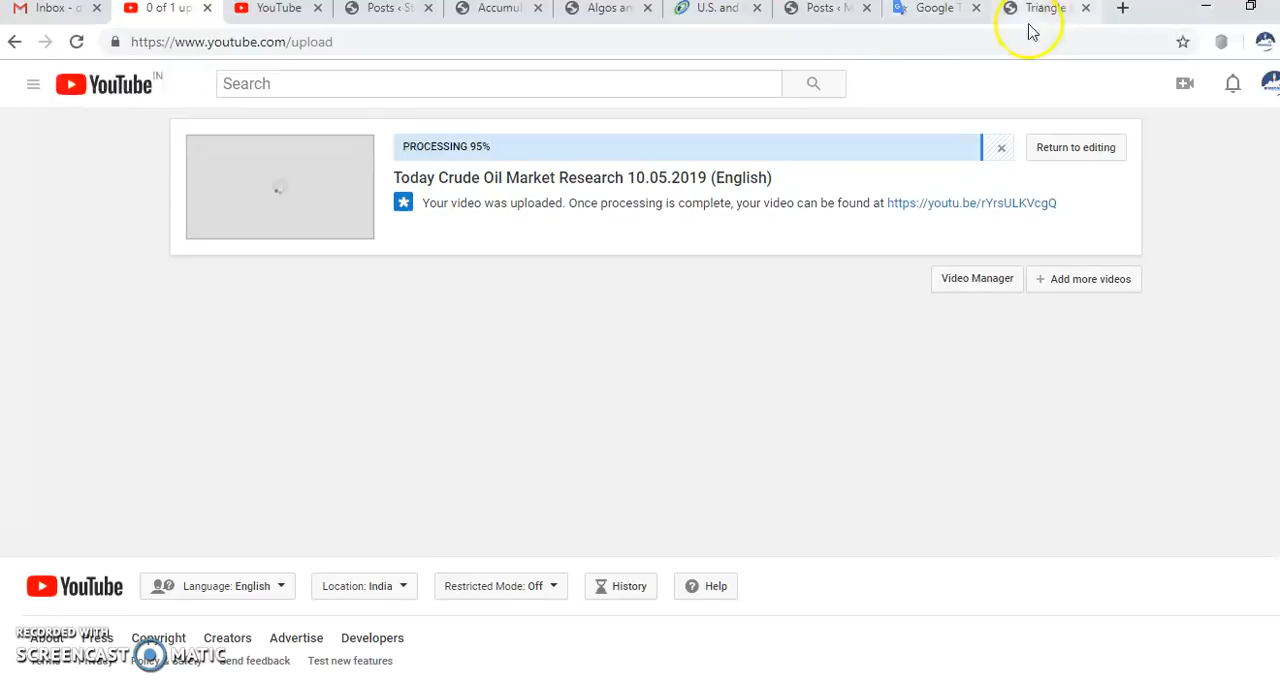 Inbox - o
0 of 1 up
YouTube
Posts ‹ S
Accumul
Algos an
U.S. and
Posts ‹ M
Google T
Triangle
https://www.youtube.com/upload
YouTube IN
Search
PROCESSING 95%
Return to editing
Today Crude Oil Market Research 10.05.2019 (English)
Your video was uploaded. Once processing is complete, your video can be found at https://youtu.be/rYrsULKVcgQ
Video Manager
+ Add more videos
YouTube
Language: English
Location: India
Restricted Mode: Off
History
Help
About Press Copyright Creators Advertise Developers
Terms Privacy Policy & Safety Send feedback Test new features
RECORDED WITH
SCREENCAST MATIC